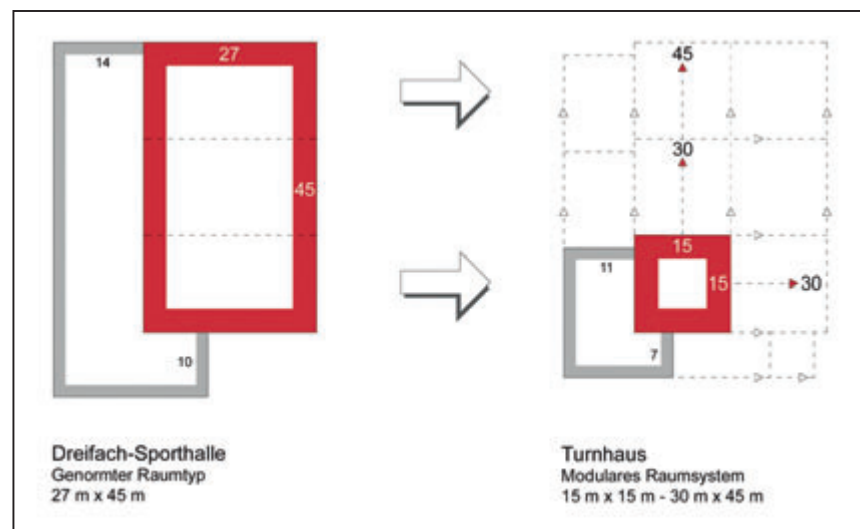 14
27
45
10
45
30
15
15
30
11
7
Dreifach-Sporthalle
Genormter Raumtyp
27 m x 45 m
Turnhaus
Modulares Raumsystem
15 m x 15 m - 30 m x 45 m